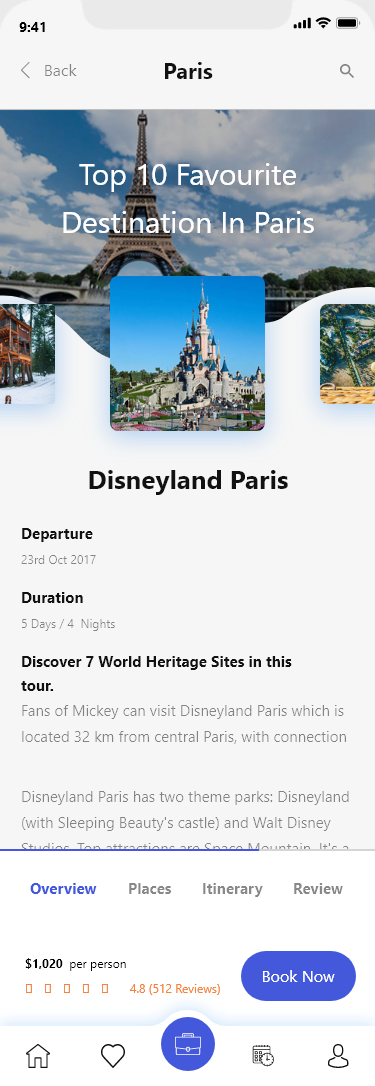 9:41
Back
Paris
Top 10 Favourite
Destination In Paris
Disneyland Paris
Departure
23rd Oct 2017
Duration
5 Days / 4 Nights
Discover 7 World Heritage Sites in this
tour.
Fans of Mickey can visit Disneyland Paris which is
located 32 km from central Paris, with connection
Disneyland Paris has two theme parks: Disneyland
(with Sleeping Beauty's castle) and Walt Disney
Studios. Top attractions are Space Mountain. It's a
Overview Places Itinerary Review
$1,020 per person
4.8 (512 Reviews)
Book Now